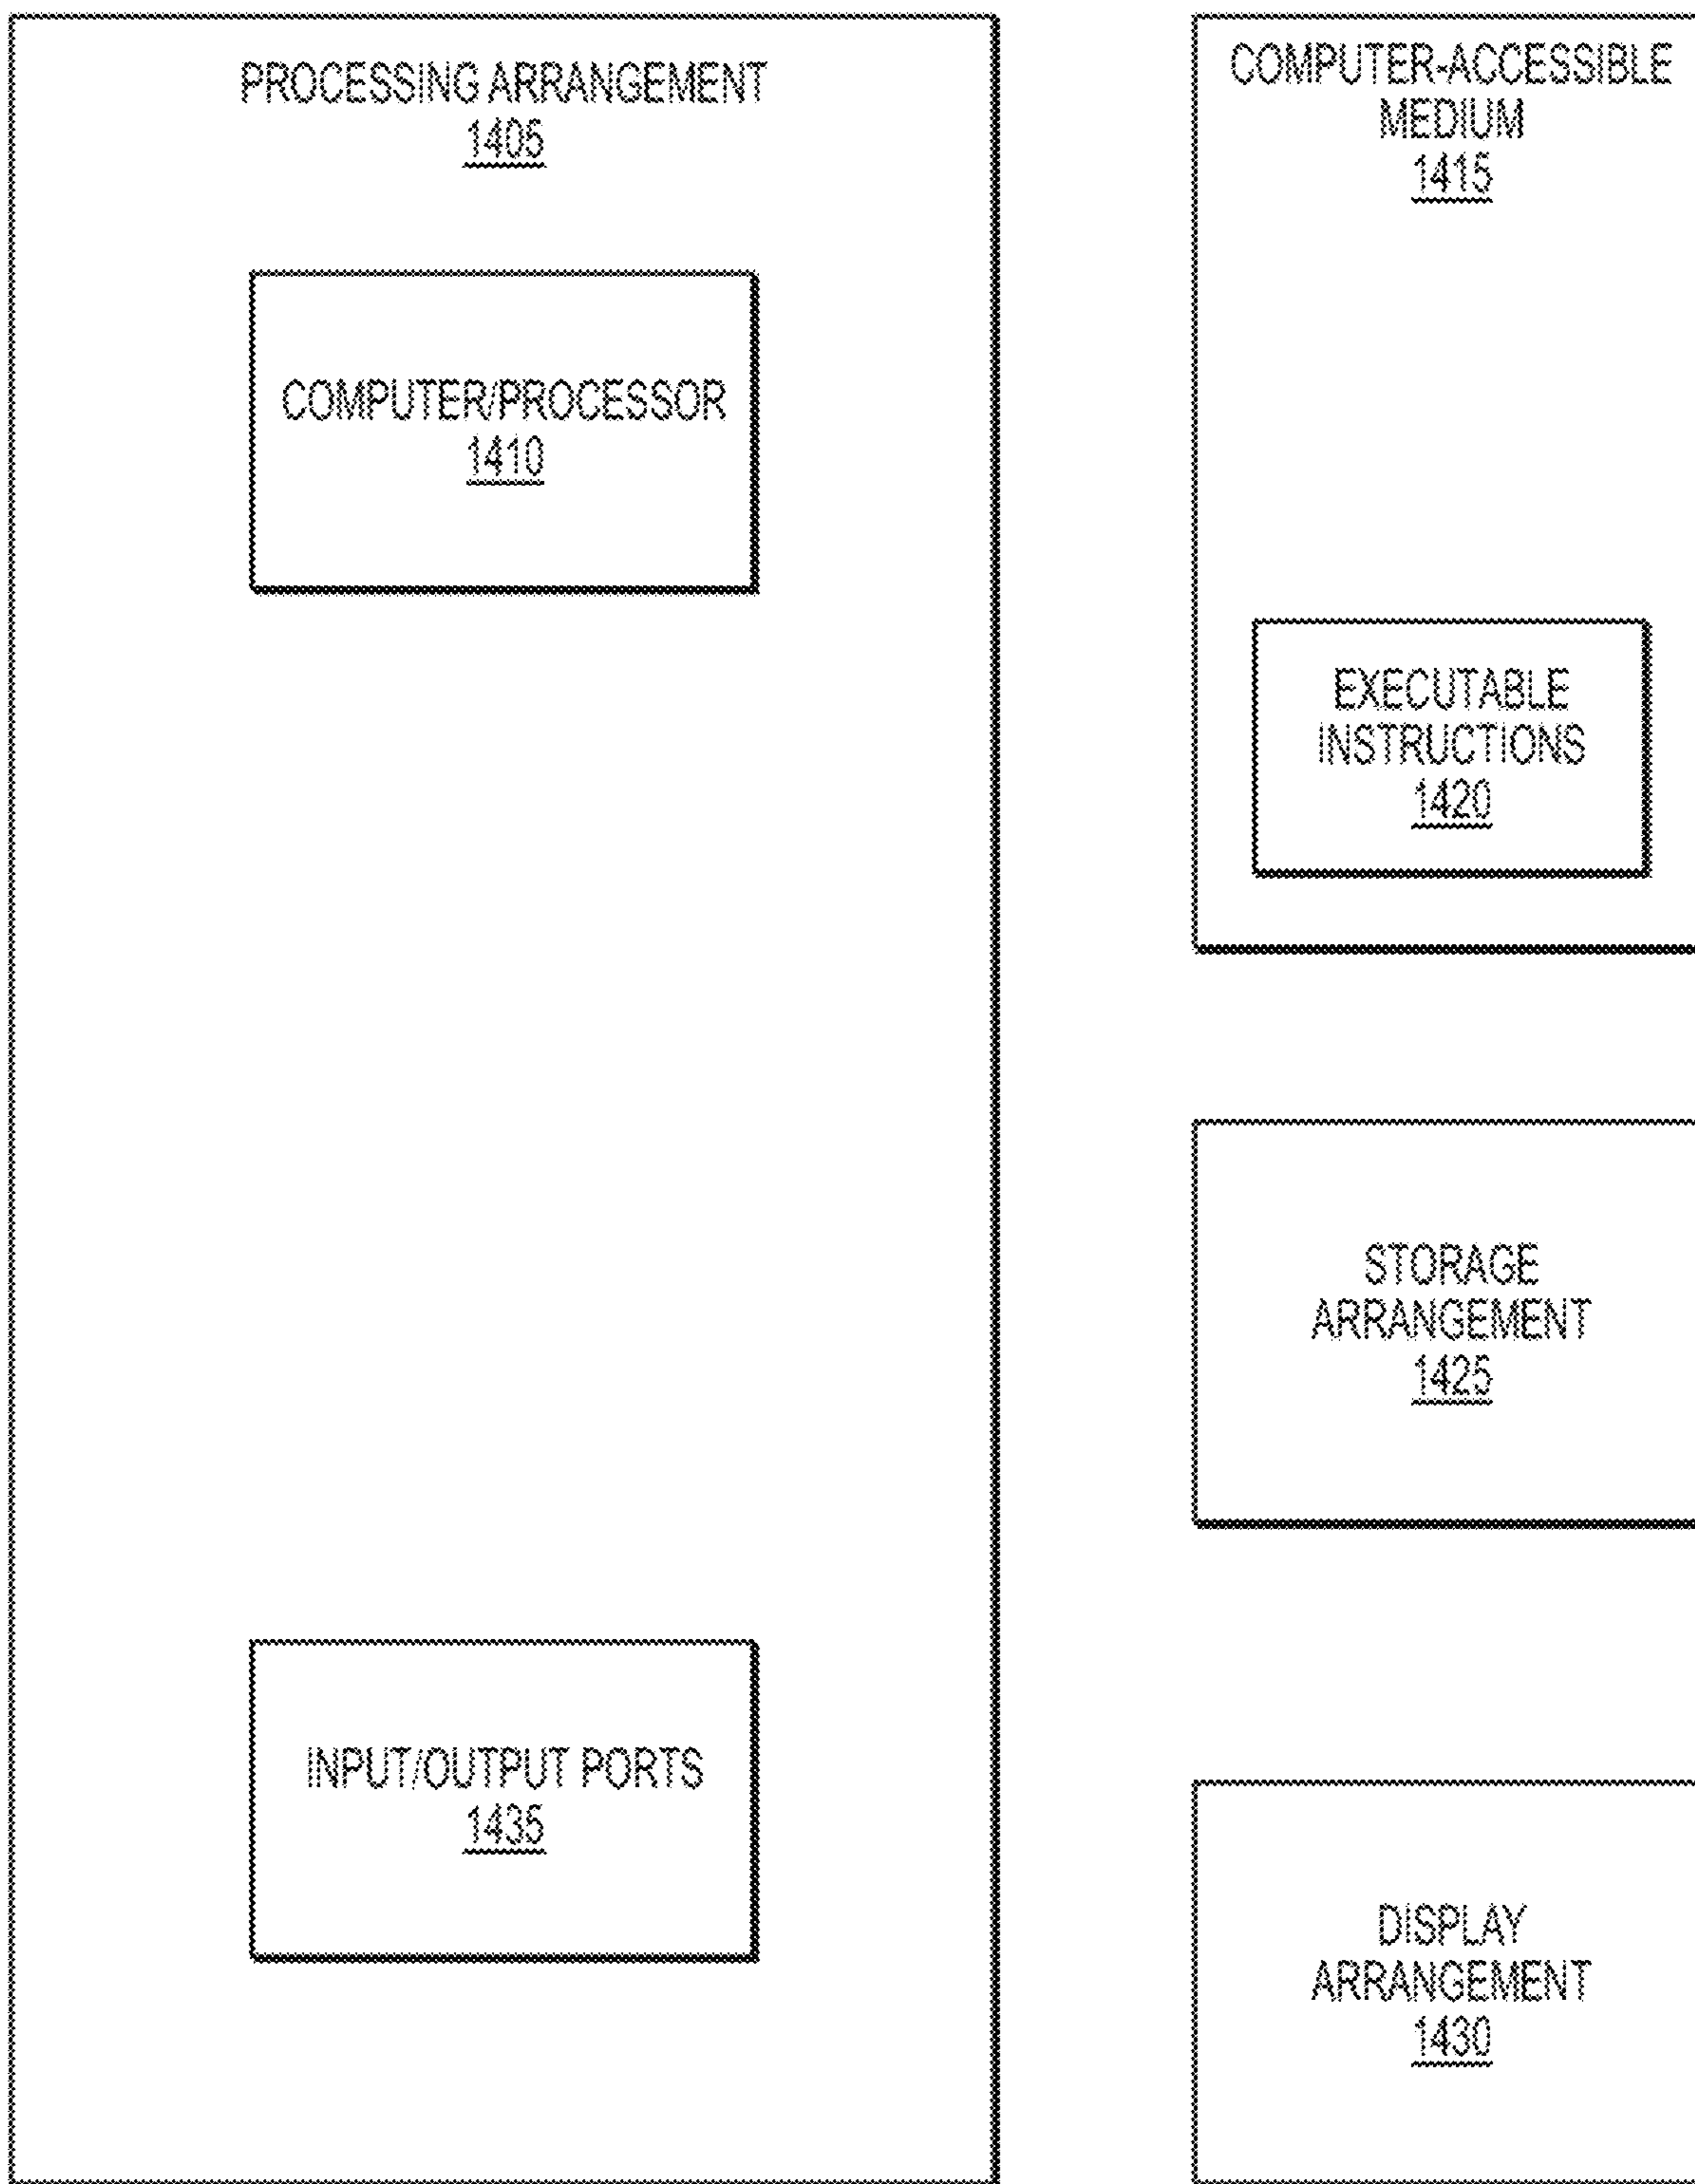 PROCESSING ARRANGEMENT
1405
COMPUTER/PROCESSOR
1410
INPUT/OUTPUT PORTS
1435
COMPUTER-ACCESSIBLE
MEDIUM
1415
EXECUTABLE
INSTRUCTIONS
1420
STORAGE
ARRANGEMENT
1425
DISPLAY
ARRANGEMENT
1430